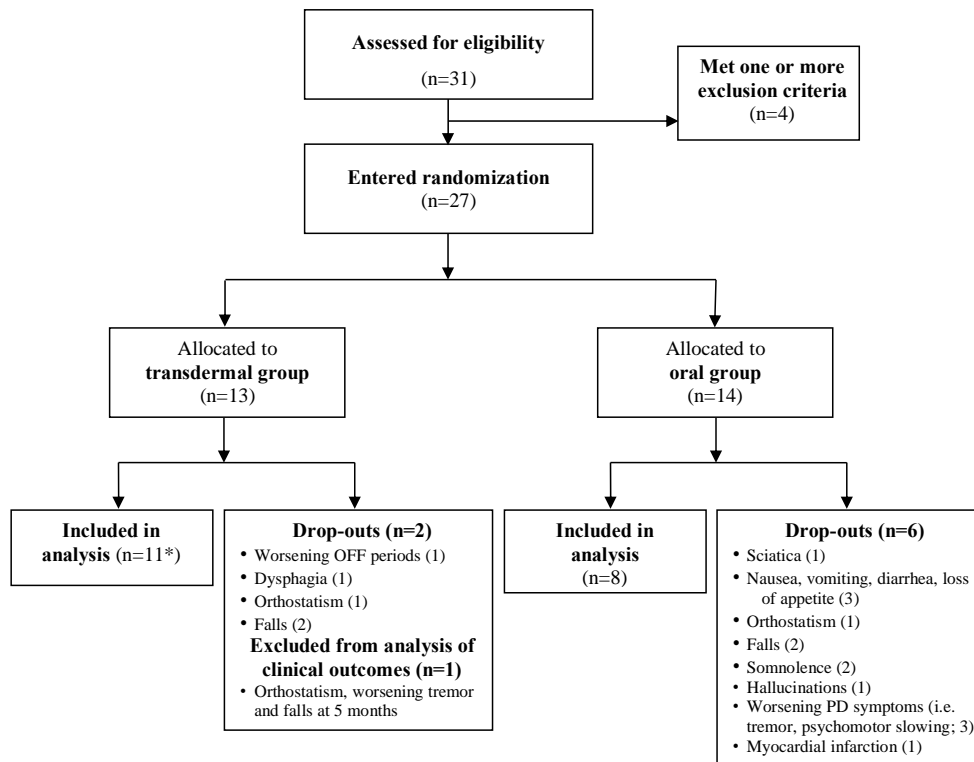 Assessed for eligibility
(n=31)
Met one or more
exclusion criteria
(n=4)
Entered randomization
(n=27)
Allocated to
transdermal group
(n=13)
Allocated to
oral group
(n=14)
Included in
analysis (n=11*)
Drop-outs (n=2)
• Worsening OFF periods (1)
• Dysphagia (1)
• Orthostatism (1)
• Falls (2)
Excluded from analysis of
clinical outcomes (n=1)
• Orthostatism, worsening tremor
and falls at 5 months
Included in
analysis
(n=8)
Drop-outs (n=6)
• Sciatica (1)
• Nausea, vomiting, diarrhea, loss
of appetite (3)
• Orthostatism (1)
• Falls (2)
• Somnolence (2)
• Hallucinations (1)
• Worsening PD symptoms (i.e.
tremor, psychomotor slowing; 3)
• Myocardial infarction (1)